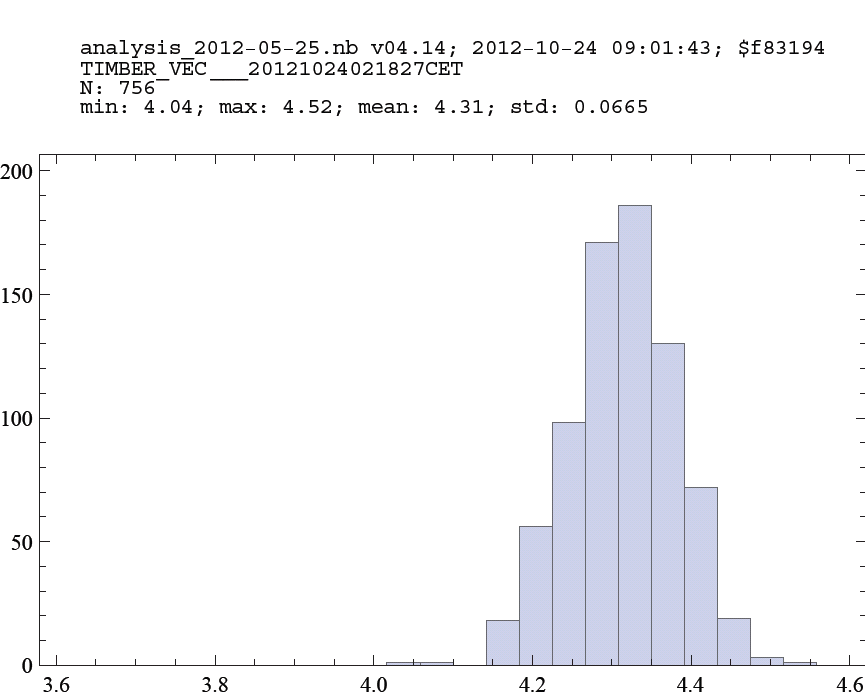 analysis_2012-05-25.nb v04.14; 2012-10-24 09:01:43; $f83194
TIMBER_VEC___20121024021827CET
N: 756
min: 4.04; max: 4.52; mean: 4.31; std: 0.0665
200
150
100
50
0
3.6 3.8 4.0 4.2 4.4 4.6